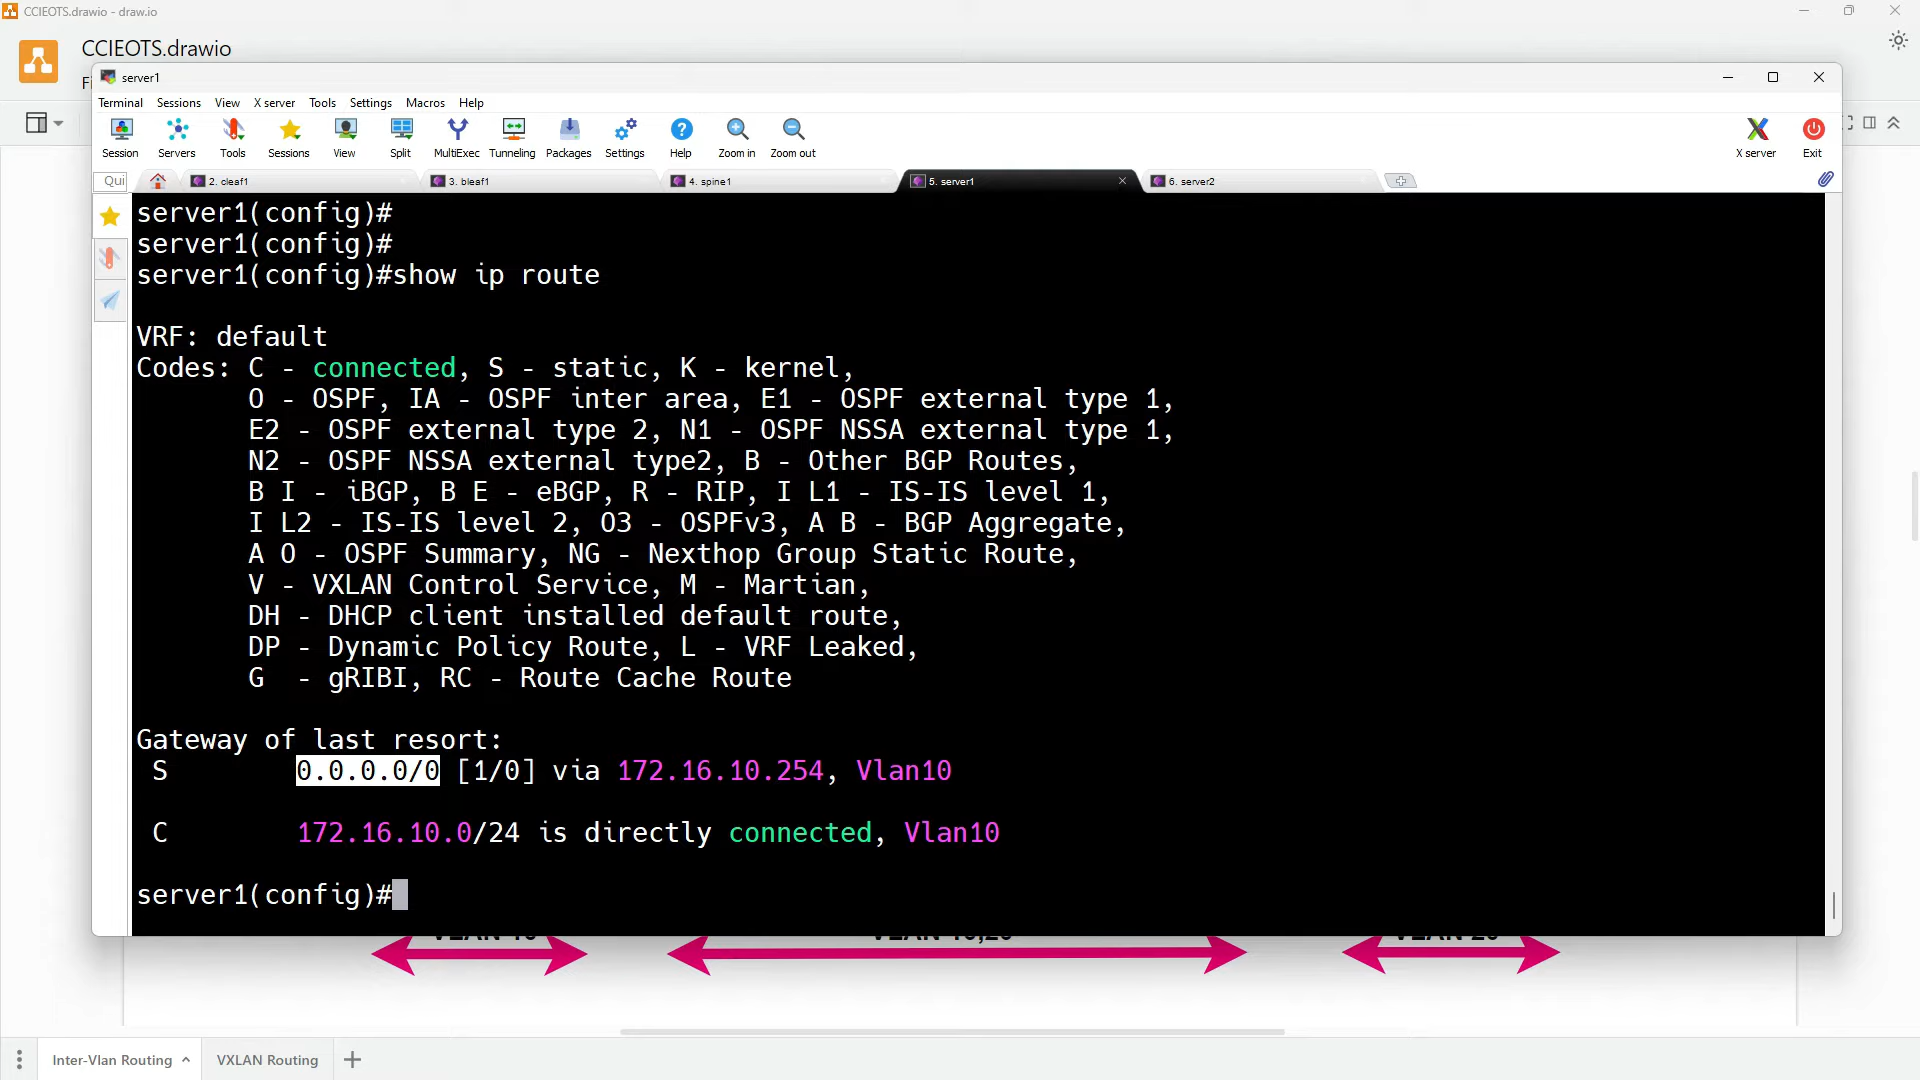 CCIEOTS.drawio - draw.io
CCIEOTS.drawio
Fi
server1
Terminal Sessions View X server Tools Settings Macros Help
Session Servers Tools Sessions View Split MultiExec Tunneling Packages Settings Help Zoom in Zoom out X server Exit
Qui 2. cleaf1 3. bleaf1 4. spine1 5. server1 6. server2
server1(config)#
server1(config)#
server1(config)#show ip route
VRF: default
Codes: C - connected, S - static, K - kernel,
O - OSPF, IA - OSPF inter area, E1 - OSPF external type 1,
E2 - OSPF external type 2, N1 - OSPF NSSA external type 1,
N2 - OSPF NSSA external type2, B - Other BGP Routes,
B I - iBGP, B E - eBGP, R - RIP, I L1 - IS-IS level 1,
I L2 - IS-IS level 2, O3 - OSPFv3, A B - BGP Aggregate,
A O - OSPF Summary, NG - Nexthop Group Static Route,
V - VXLAN Control Service, M - Martian,
DH - DHCP client installed default route,
DP - Dynamic Policy Route, L - VRF Leaked,
G - gRIBI, RC - Route Cache Route
Gateway of last resort:
S 0.0.0.0/0 [1/0] via 172.16.10.254, Vlan10
C 172.16.10.0/24 is directly connected, Vlan10
server1(config)#
VLAN 10 VLAN 10,20 VLAN 20
Inter-Vlan Routing VXLAN Routing